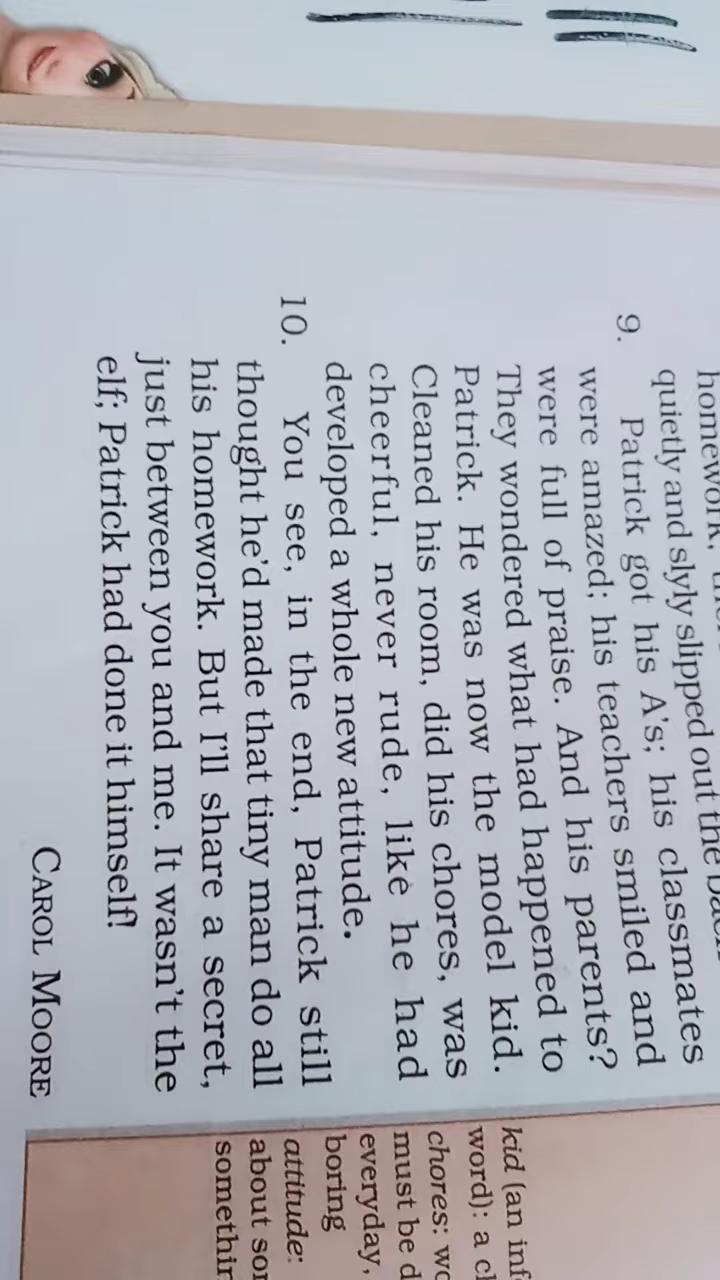 homework,
quietly and slyly slipped out the back
9. Patrick got his A's; his classmates
were amazed; his teachers smiled and
were full of praise. And his parents?
They wondered what had happened to
Patrick. He was now the model kid.
Cleaned his room, did his chores, was
cheerful, never rude, like he had
developed a whole new attitude.
10. You see, in the end, Patrick still
thought he'd made that tiny man do all
his homework. But I'll share a secret,
just between you and me. It wasn't the
elf; Patrick had done it himself!
CAROL MOORE
kid (an inf
word): a cl
chores: wo
must be d
everyday,
boring
attitude:
about so
somethin